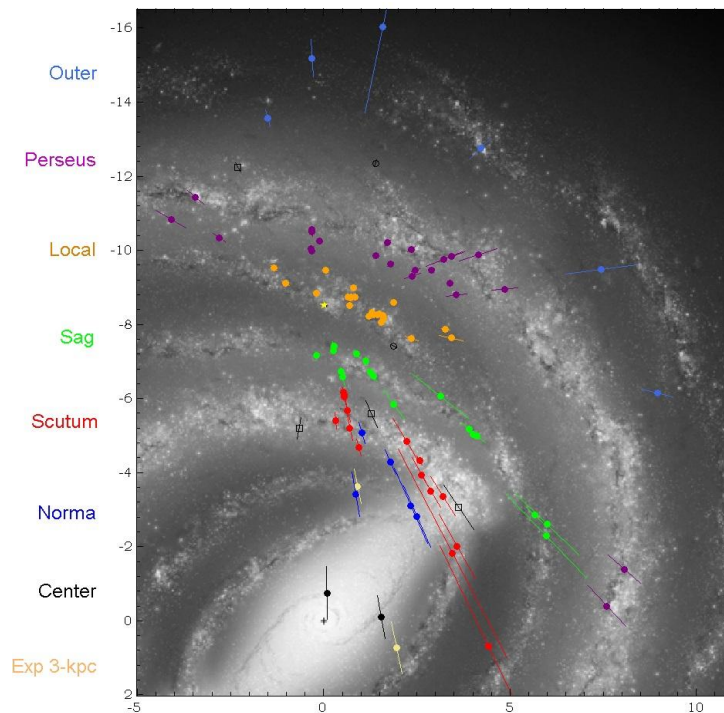 -16
Outer
-14
Perseus
-12
Local
-10
-8
Sag
-6
Scutum
-4
Norma
-2
Center
0
Exp 3-kpc
2
-5 0 5 10